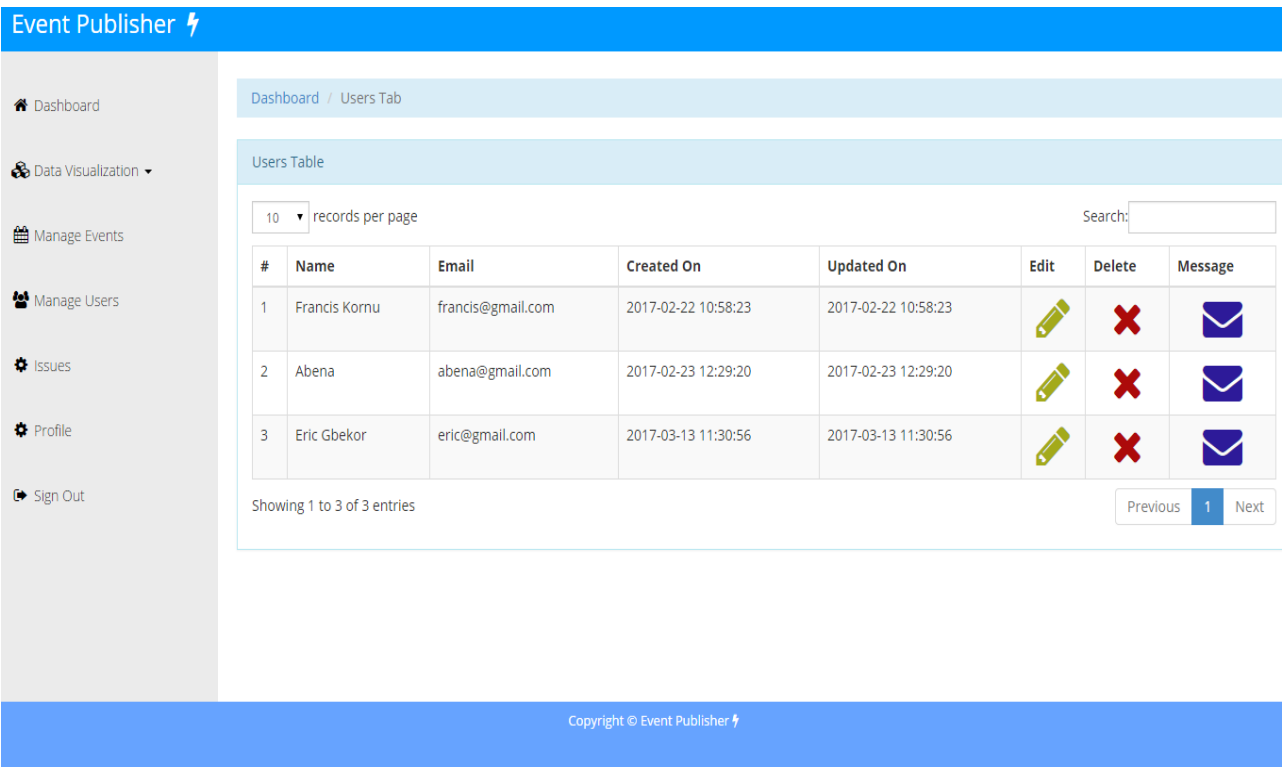 Event Publisher
Dashboard
Data Visualization
Manage Events
Manage Users
Issues
Profile
Sign Out
Dashboard / Users Tab
Users Table
10 records per page
Search:
# Name Email Created On Updated On Edit Delete Message
1 Francis Kornu francis@gmail.com 2017-02-22 10:58:23 2017-02-22 10:58:23
2 Abena abena@gmail.com 2017-02-23 12:29:20 2017-02-23 12:29:20
3 Eric Gbekor eric@gmail.com 2017-03-13 11:30:56 2017-03-13 11:30:56
Showing 1 to 3 of 3 entries
Previous 1 Next
Copyright © Event Publisher